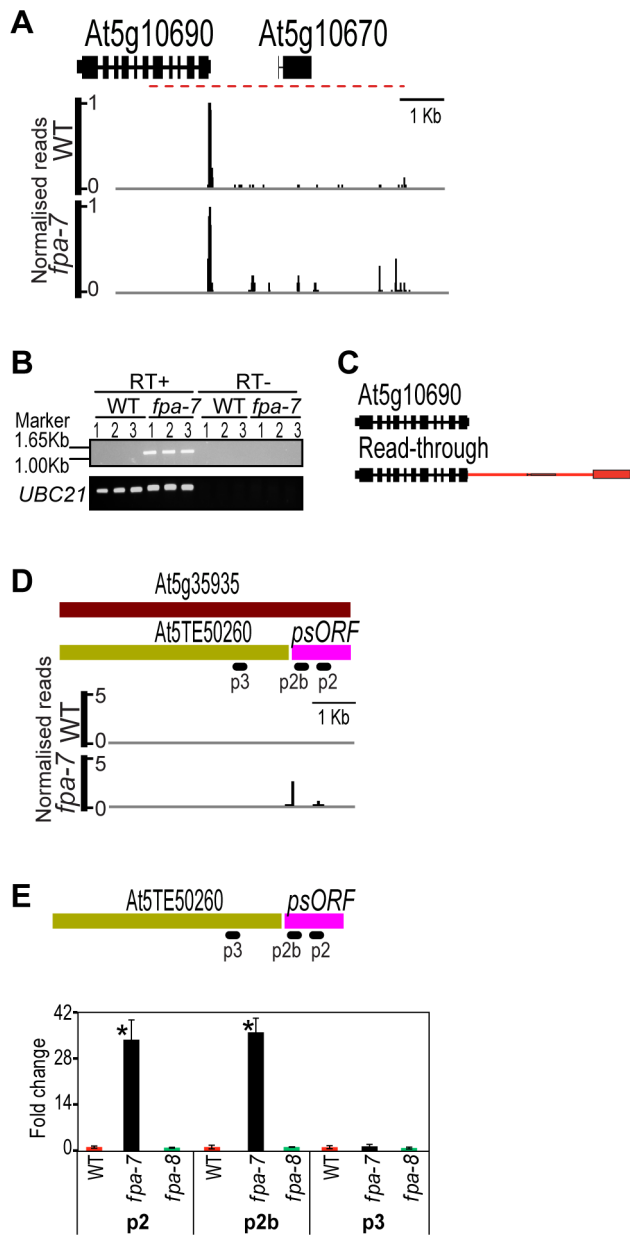 A
At5g10690 At5g10670
1 Kb
Normalised reads
WT
1
0
fpa-7
1
0
B
RT+ RT-
WT fpa-7 WT fpa-7
Marker 1 2 3 1 2 3 1 2 3 1 2 3
1.65Kb
1.00Kb
UBC21
C
At5g10690
Read-through
D
At5g35935
At5TE50260 psORF
p3 p2b p2
1 Kb
Normalised reads
WT
5
0
fpa-7
5
0
E
At5TE50260 psORF
p3 p2b p2
Fold change
42
28
14
0
* *
WT fpa-7 fpa-8 WT fpa-7 fpa-8 WT fpa-7 fpa-8
p2 p2b p3